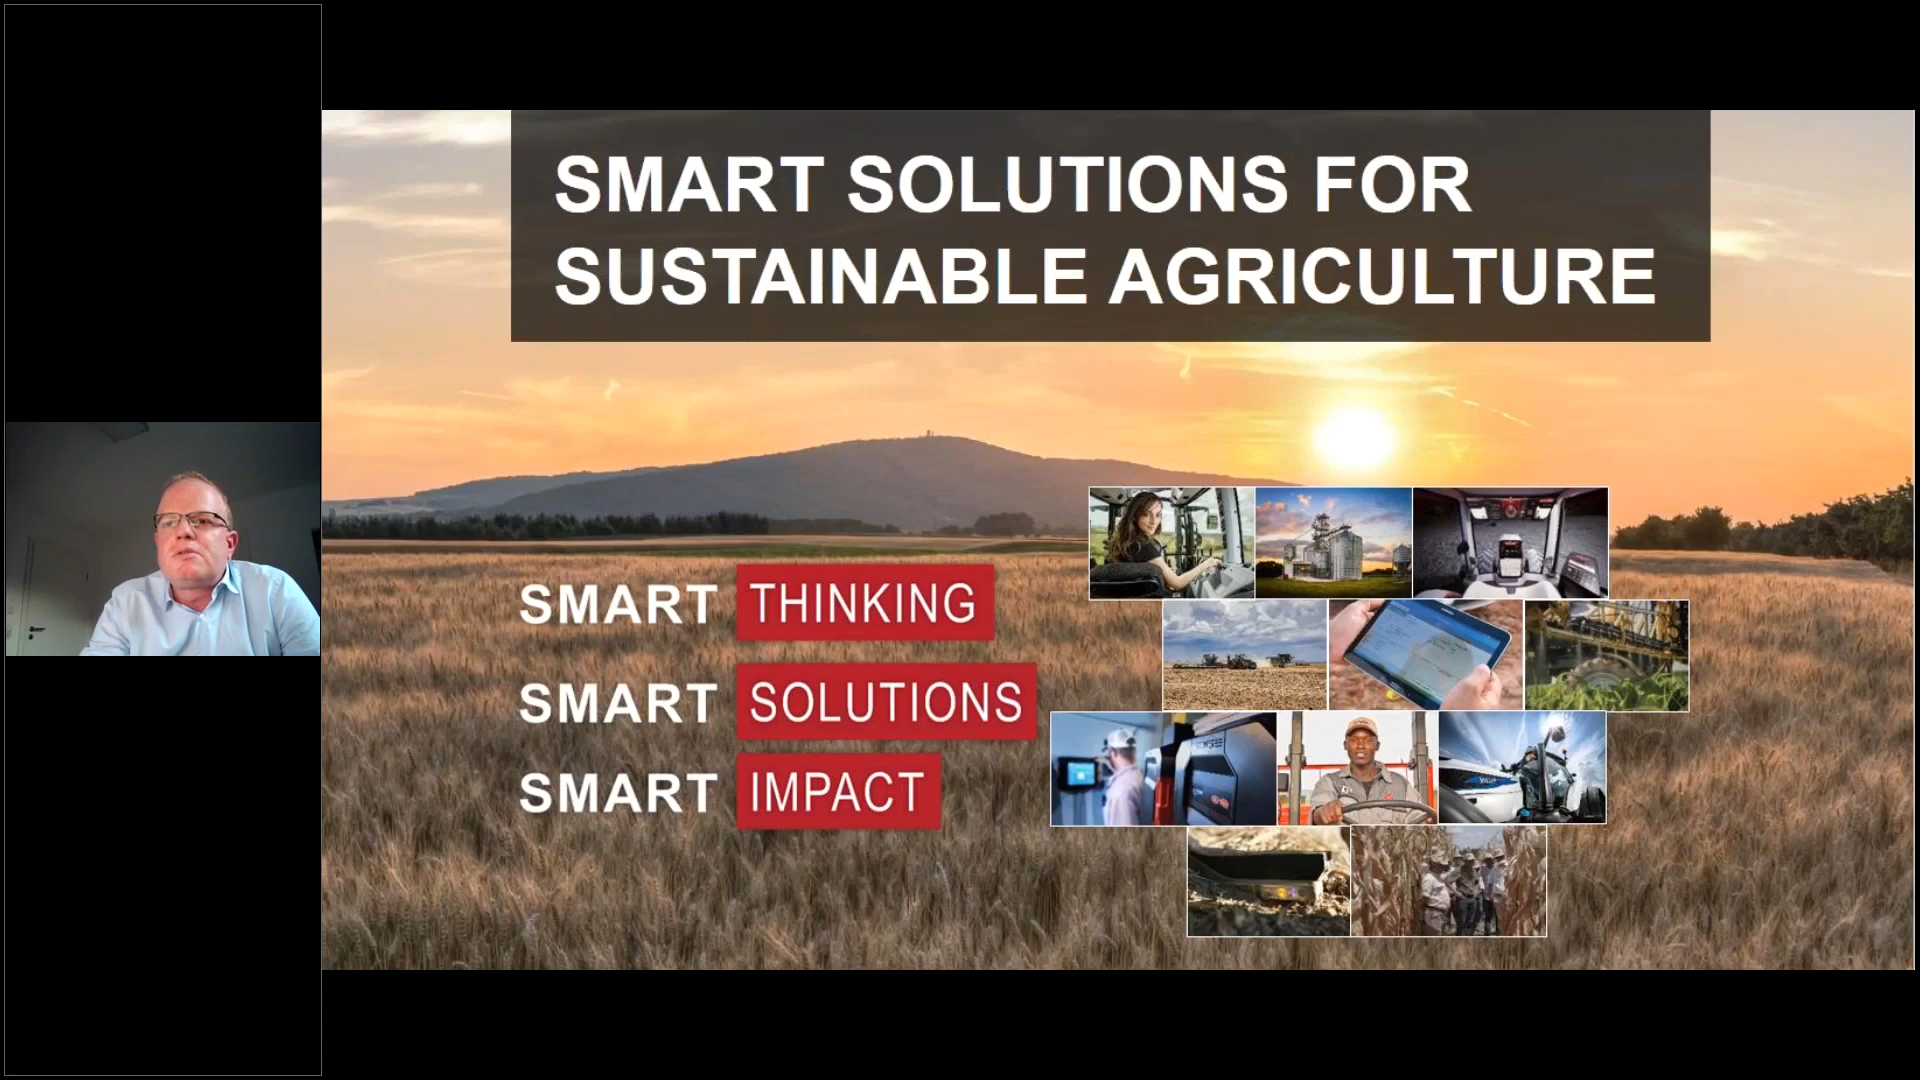 SMART SOLUTIONS FOR
SUSTAINABLE AGRICULTURE
SMART THINKING
SMART SOLUTIONS
SMART IMPACT